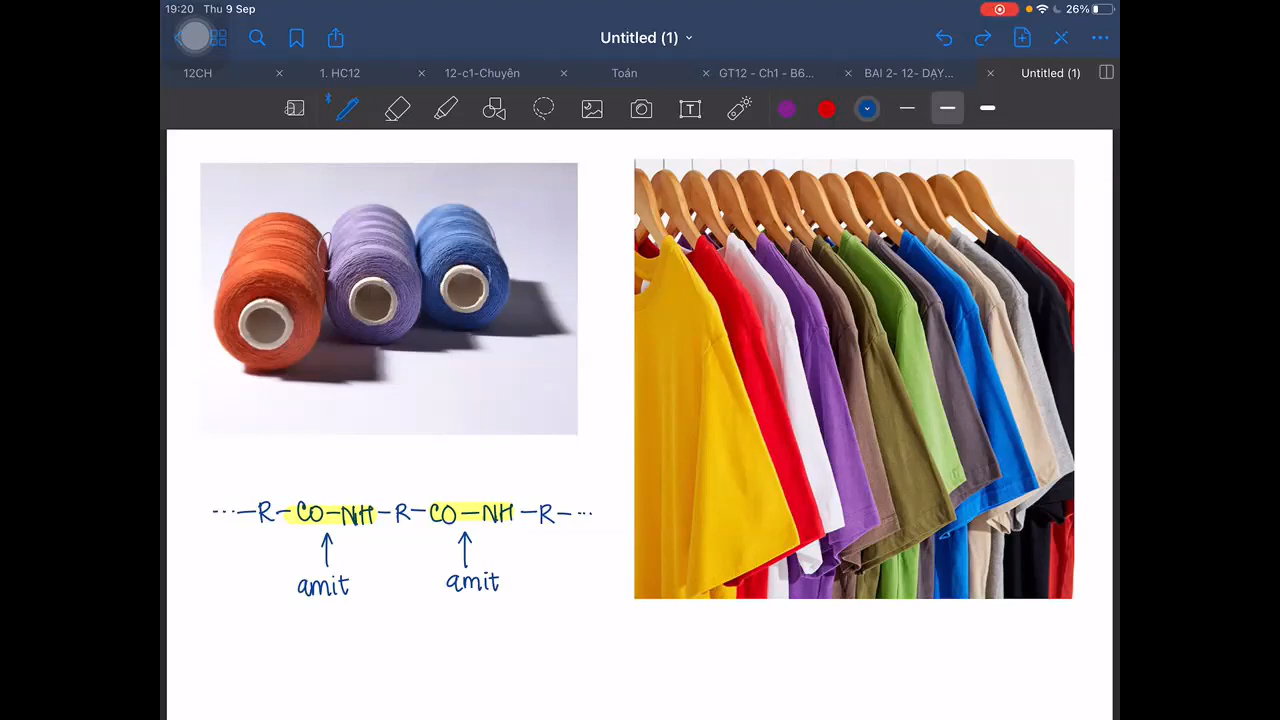 19:20 Thu 9 Sep
26%
Untitled (1)
12CH
1. HC12
12-c1-Chuyên
Toán
GT12 - Ch1 - B6...
BAI 2- 12- DẠY...
Untitled (1)
T
··· —R— CO—NH —R— CO —NH —R— ···
↑ ↑
amit amit